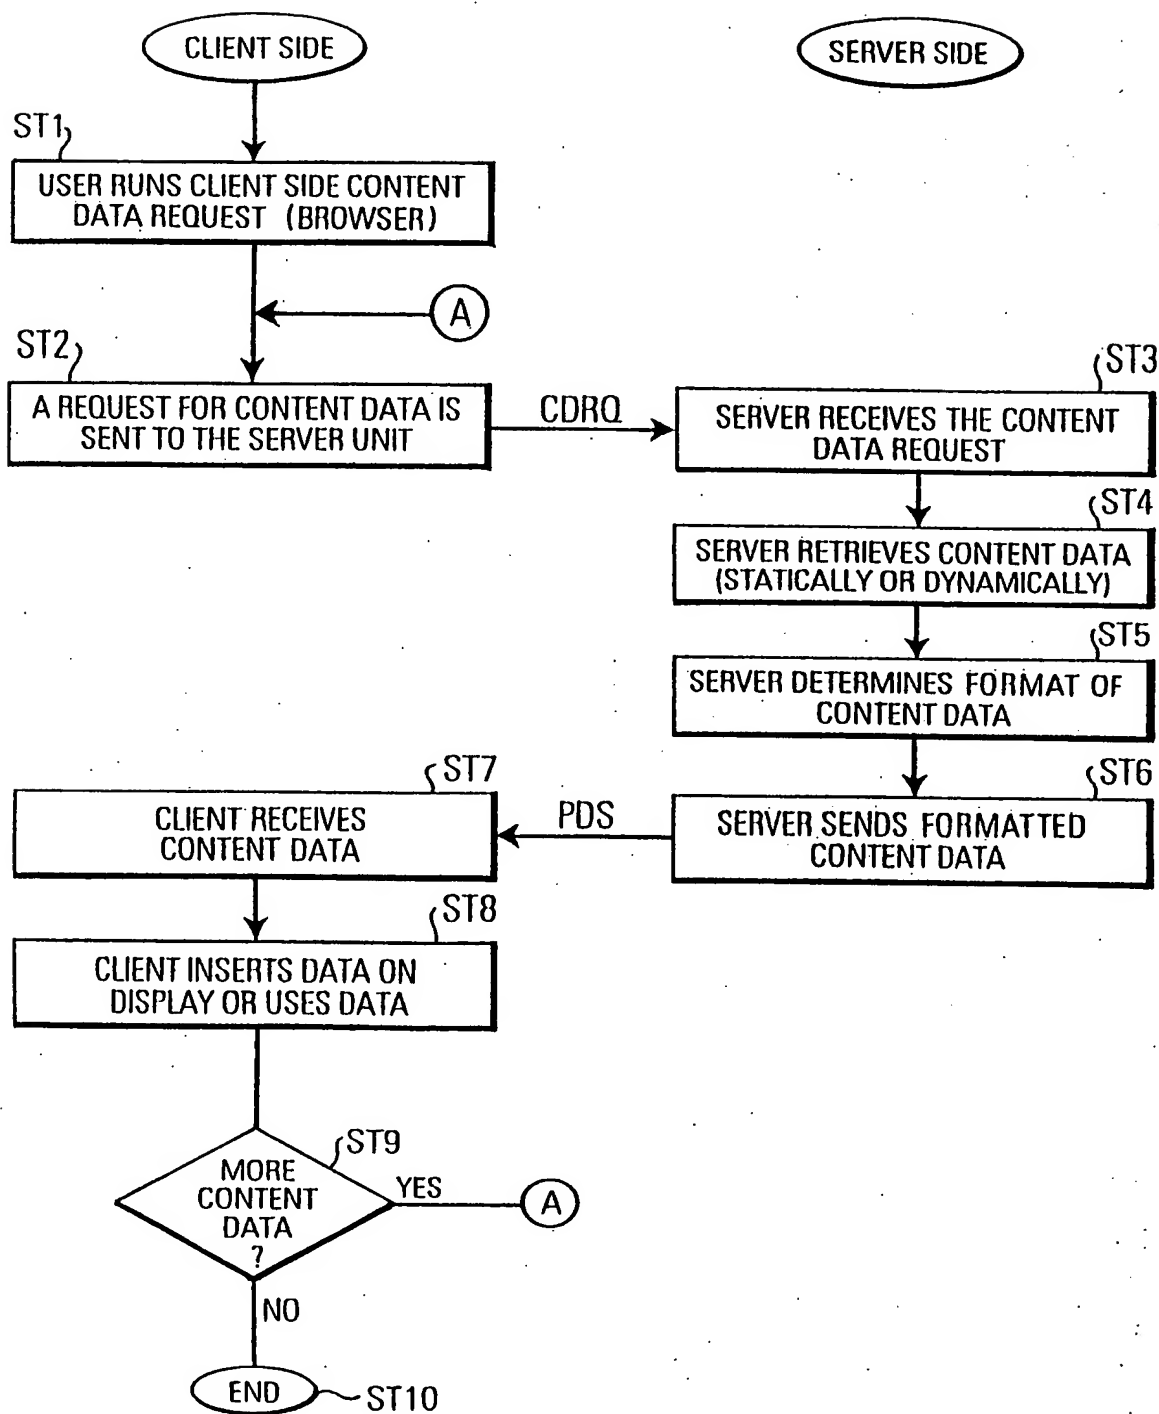 CLIENT SIDE
SERVER SIDE
ST1
USER RUNS CLIENT SIDE CONTENT
DATA REQUEST (BROWSER)
A
ST2
A REQUEST FOR CONTENT DATA IS
SENT TO THE SERVER UNIT
CDRQ
ST3
SERVER RECEIVES THE CONTENT
DATA REQUEST
ST4
SERVER RETRIEVES CONTENT DATA
(STATICALLY OR DYNAMICALLY)
ST5
SERVER DETERMINES FORMAT OF
CONTENT DATA
ST6
SERVER SENDS FORMATTED
CONTENT DATA
PDS
ST7
CLIENT RECEIVES
CONTENT DATA
ST8
CLIENT INSERTS DATA ON
DISPLAY OR USES DATA
ST9
MORE
CONTENT
DATA
?
YES
A
NO
END
ST10